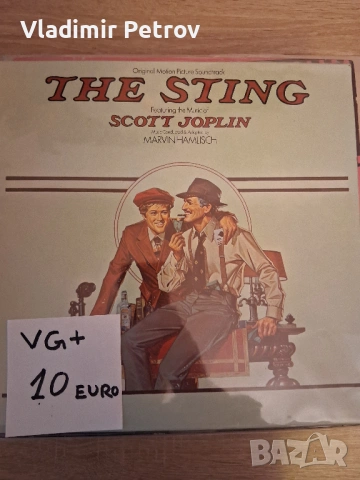 Vladimir Petrov
Original Motion Picture Soundtrack
THE STING
Featuring the Music of
SCOTT JOPLIN
MARVIN HAMLISCH
VG+
10 EURO
BAZAR